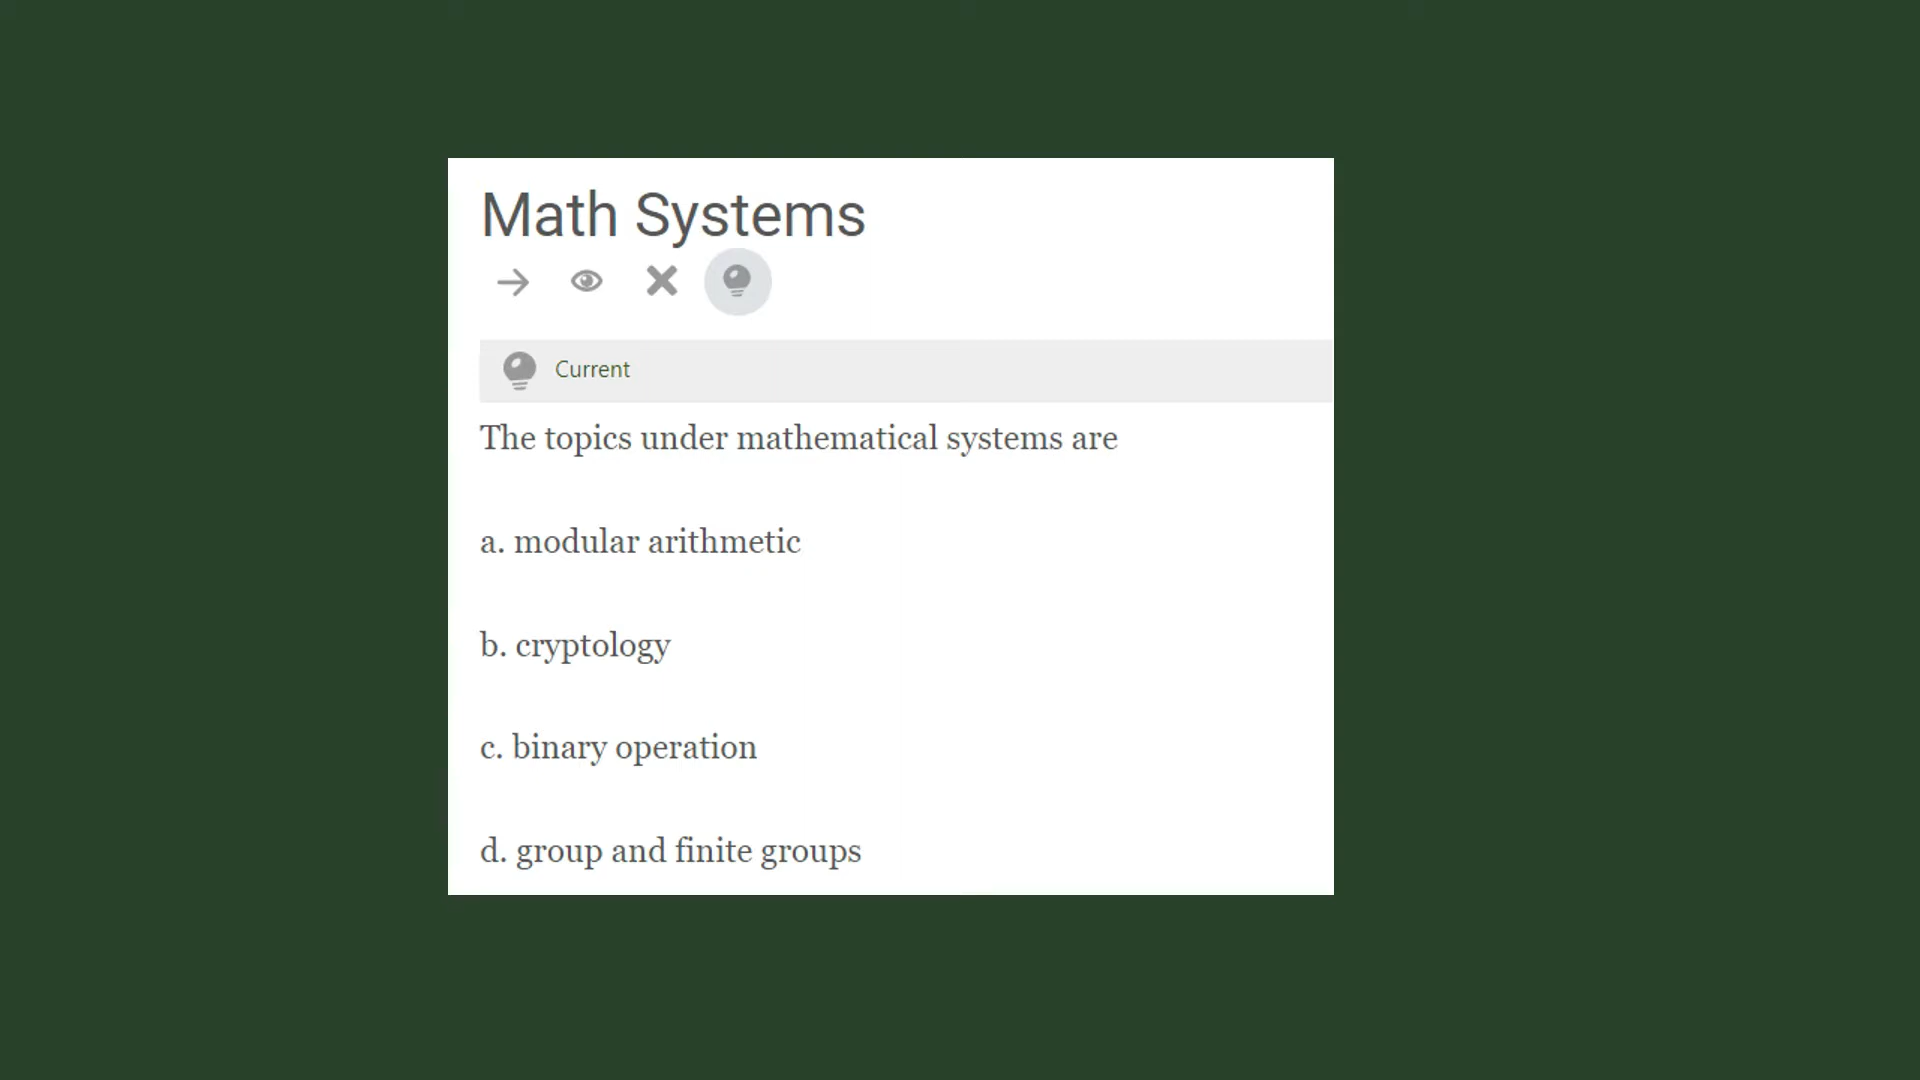 Math Systems
Current
The topics under mathematical systems are
a. modular arithmetic
b. cryptology
c. binary operation
d. group and finite groups